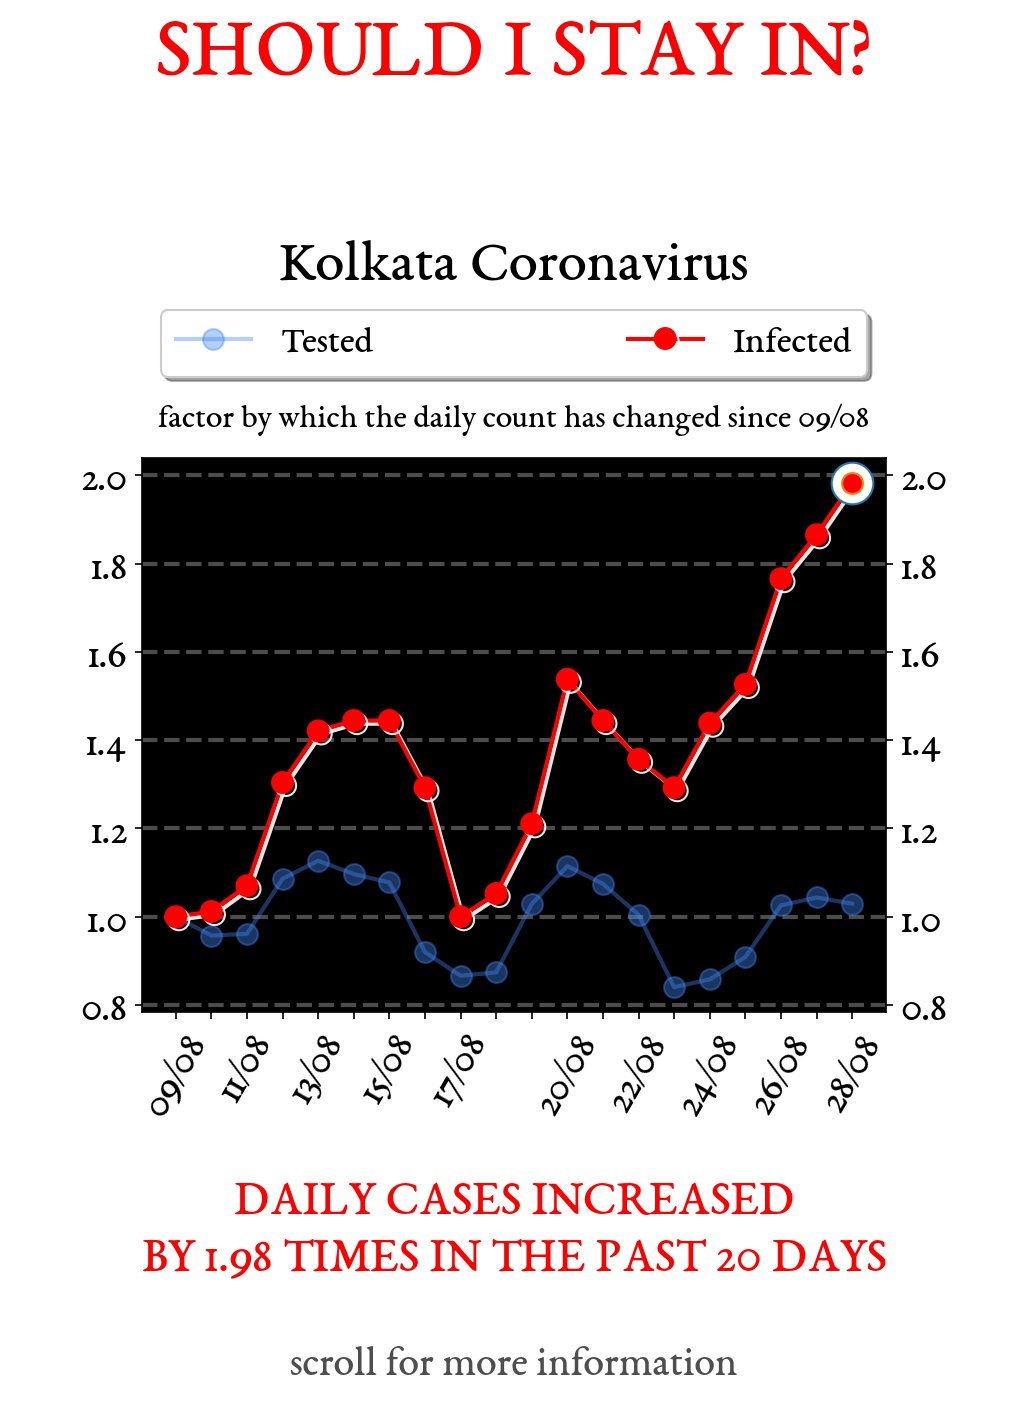 SHOULD I STAY IN?
Kolkata Coronavirus
Tested Infected
factor by which the daily count has changed since 09/08
2.0 2.0
1.8 1.8
1.6 1.6
1.4 1.4
1.2 1.2
1.0 1.0
0.8 0.8
09/08 11/08 13/08 15/08 17/08 20/08 22/08 24/08 26/08 28/08
DAILY CASES INCREASED
BY 1.98 TIMES IN THE PAST 20 DAYS
scroll for more information